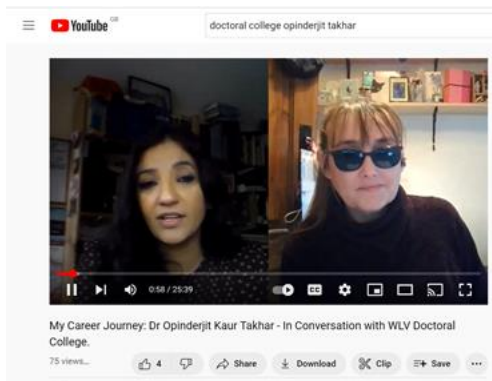 YouTube GB
doctoral college opinderjit takhar
0:58 / 25:39
CC
My Career Journey: Dr Opinderjit Kaur Takhar - In Conversation with WLV Doctoral
College.
75 views...
4
Share
Download
Clip
Save